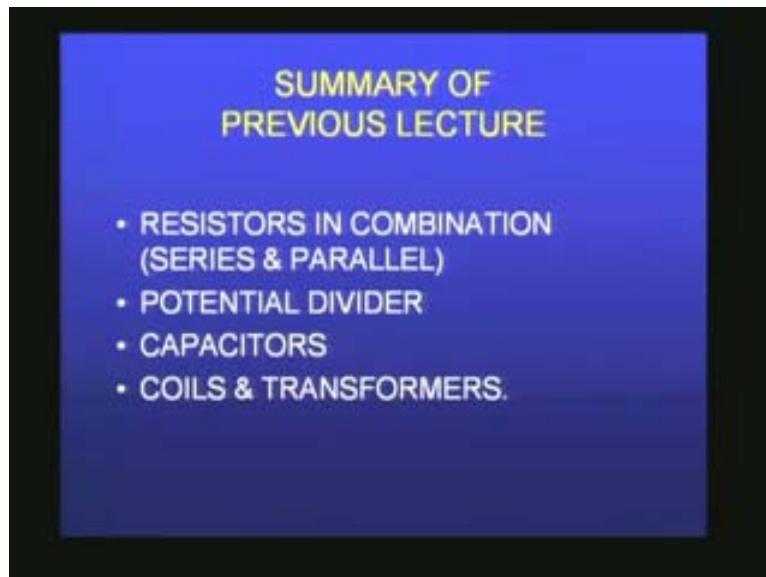 SUMMARY OF
PREVIOUS LECTURE
• RESISTORS IN COMBINATION
(SERIES & PARALLEL)
• POTENTIAL DIVIDER
• CAPACITORS
• COILS & TRANSFORMERS.